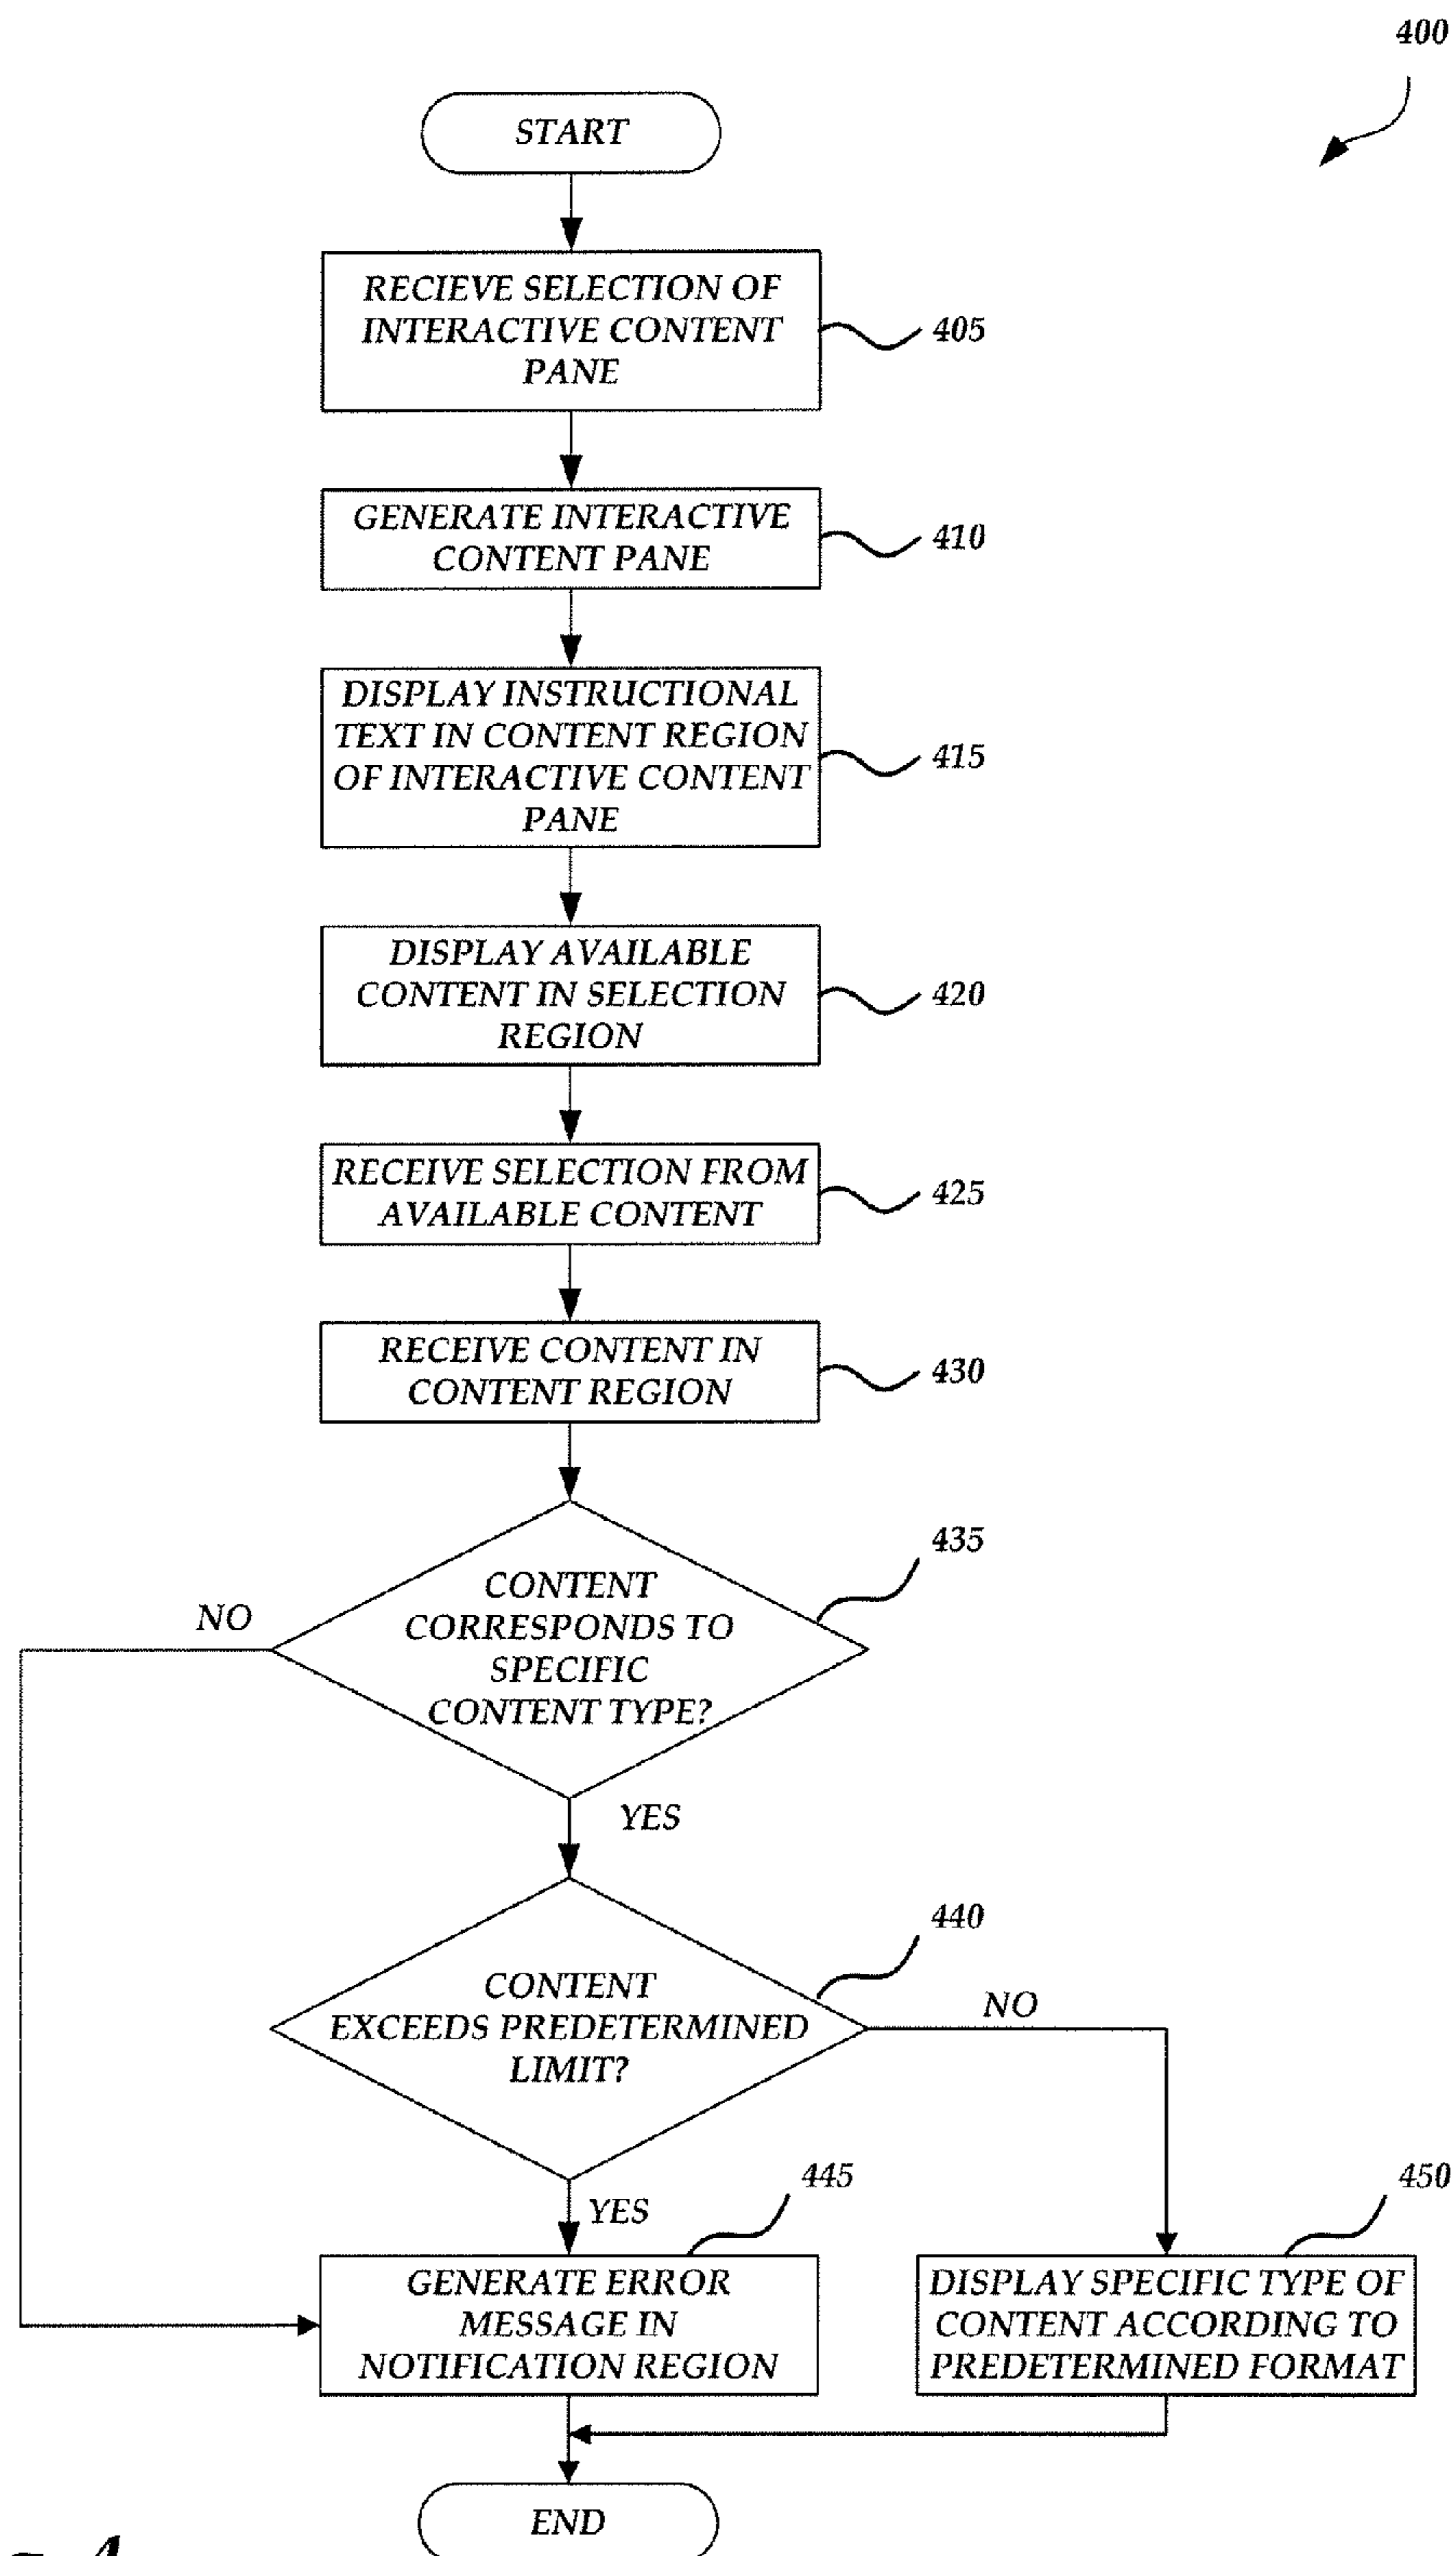 400
START
RECIEVE SELECTION OF
INTERACTIVE CONTENT
PANE
405
GENERATE INTERACTIVE
CONTENT PANE
410
DISPLAY INSTRUCTIONAL
TEXT IN CONTENT REGION
OF INTERACTIVE CONTENT
PANE
415
DISPLAY AVAILABLE
CONTENT IN SELECTION
REGION
420
RECEIVE SELECTION FROM
AVAILABLE CONTENT
425
RECEIVE CONTENT IN
CONTENT REGION
430
435
CONTENT
CORRESPONDS TO
SPECIFIC
CONTENT TYPE?
NO
YES
440
CONTENT
EXCEEDS PREDETERMINED
LIMIT?
NO
YES
445
GENERATE ERROR
MESSAGE IN
NOTIFICATION REGION
450
DISPLAY SPECIFIC TYPE OF
CONTENT ACCORDING TO
PREDETERMINED FORMAT
END